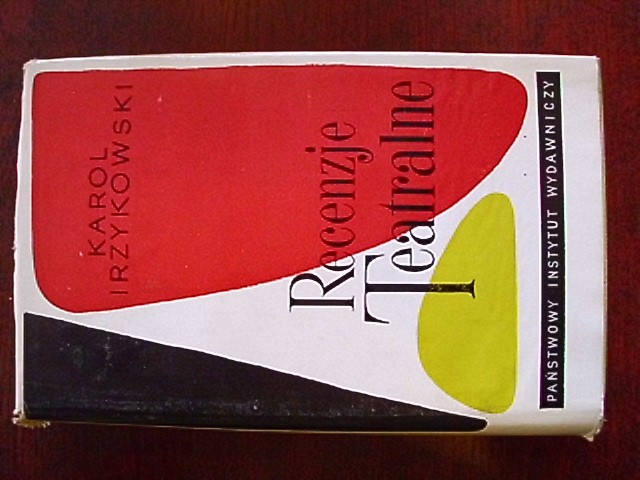 KAROL
IRZYKOWSKI
Recenzje
Teatralne
PAŃSTWOWY INSTYTUT WYDAWNICZY